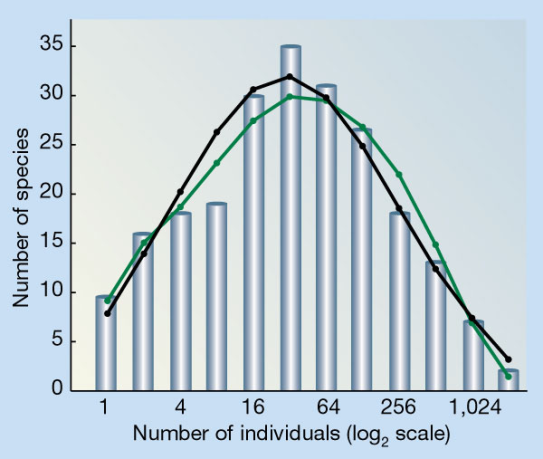 35
30
25
20
15
10
5
0
Number of species
1 4 16 64 256 1,024
Number of individuals (log2 scale)